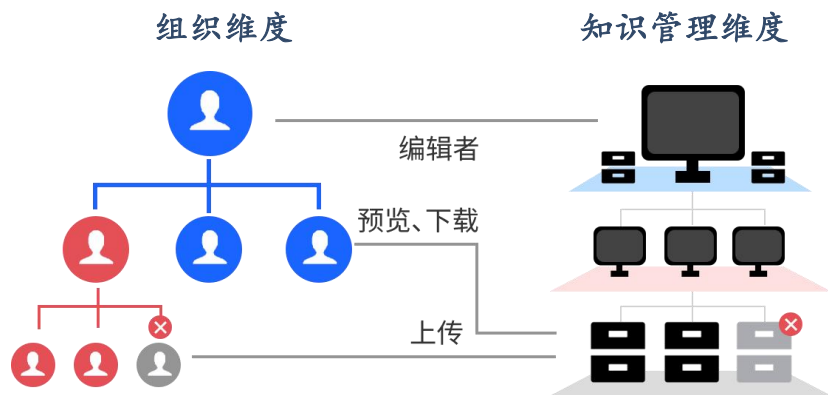 组织维度
知识管理维度
编辑者
预览、下载
上传